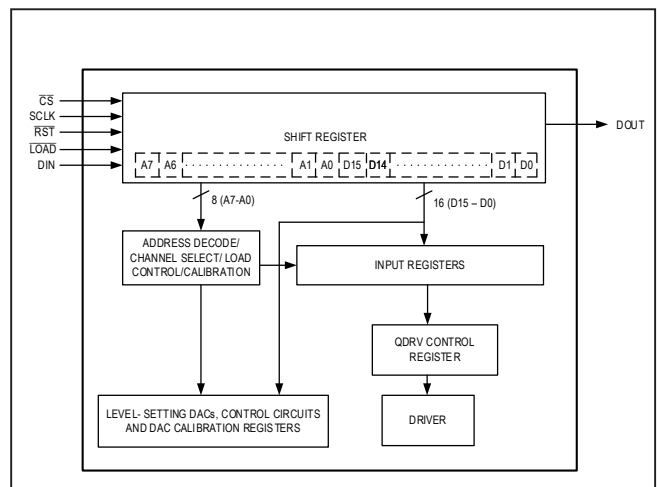 CS
SCLK
RST
LOAD
DIN
SHIFT REGISTER
A7 A6 ............... A1 A0 D15 D14 ............... D1 D0
DOUT
8 (A7-A0)
16 (D15 – D0)
ADDRESS DECODE/
CHANNEL SELECT/ LOAD
CONTROL/CALIBRATION
INPUT REGISTERS
QDRV CONTROL
REGISTER
LEVEL- SETTING DACs, CONTROL CIRCUITS
AND DAC CALIBRATION REGISTERS
DRIVER